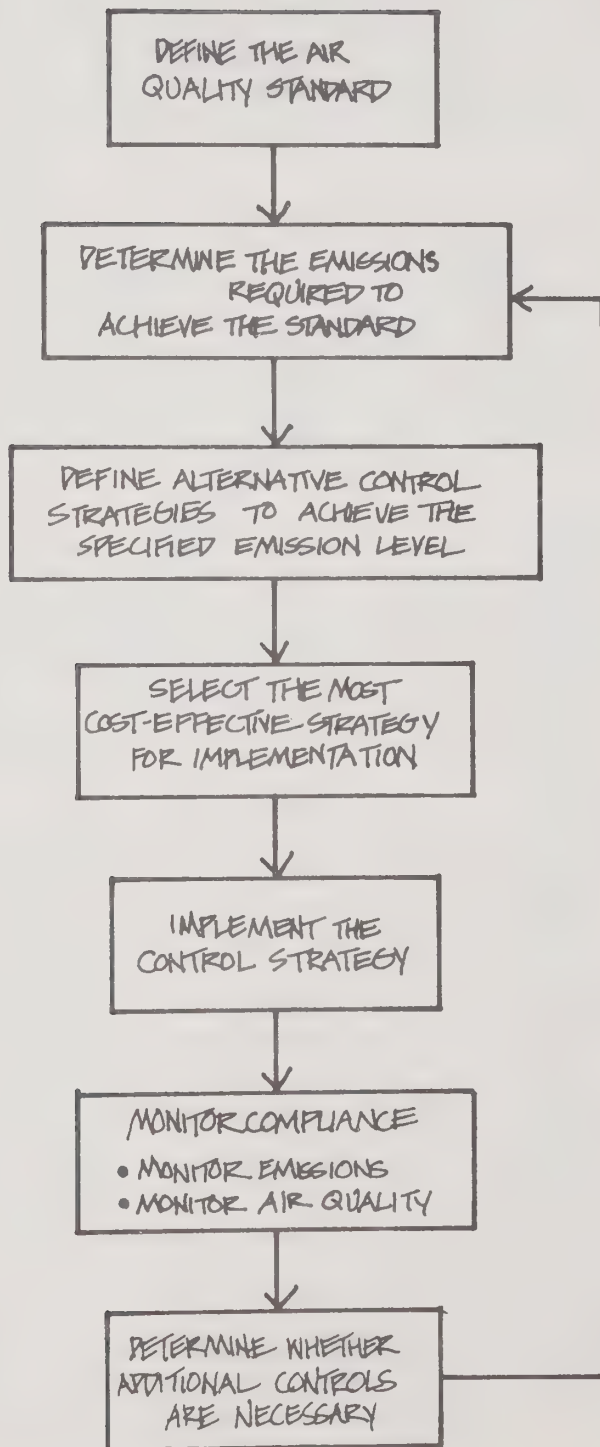 DEFINE THE AIR
QUALITY STANDARD
DETERMINE THE EMISSIONS
REQUIRED TO
ACHIEVE THE STANDARD
DEFINE ALTERNATIVE CONTROL
STRATEGIES TO ACHIEVE THE
SPECIFIED EMISSION LEVEL
SELECT THE MOST
COST-EFFECTIVE STRATEGY
FOR IMPLEMENTATION
IMPLEMENT THE
CONTROL STRATEGY
MONITOR COMPLIANCE
• MONITOR EMISSIONS
• MONITOR AIR QUALITY
DETERMINE WHETHER
ADDITIONAL CONTROLS
ARE NECESSARY